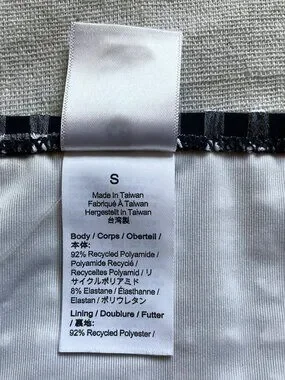 S
Made in Taiwan
Fabriqué À Taiwan
Hergestellt in Taiwan
台湾製
Body / Corps / Oberteil /
本体:
92% Recycled Polyamide /
Polyamide Recyclé /
Recyceltes Polyamid / リ
サイクルポリアミド
8% Elastane / Élasthanne /
Elastan / ポリウレタン
Lining / Doublure / Futter
/ 裏地:
92% Recycled Polyester /